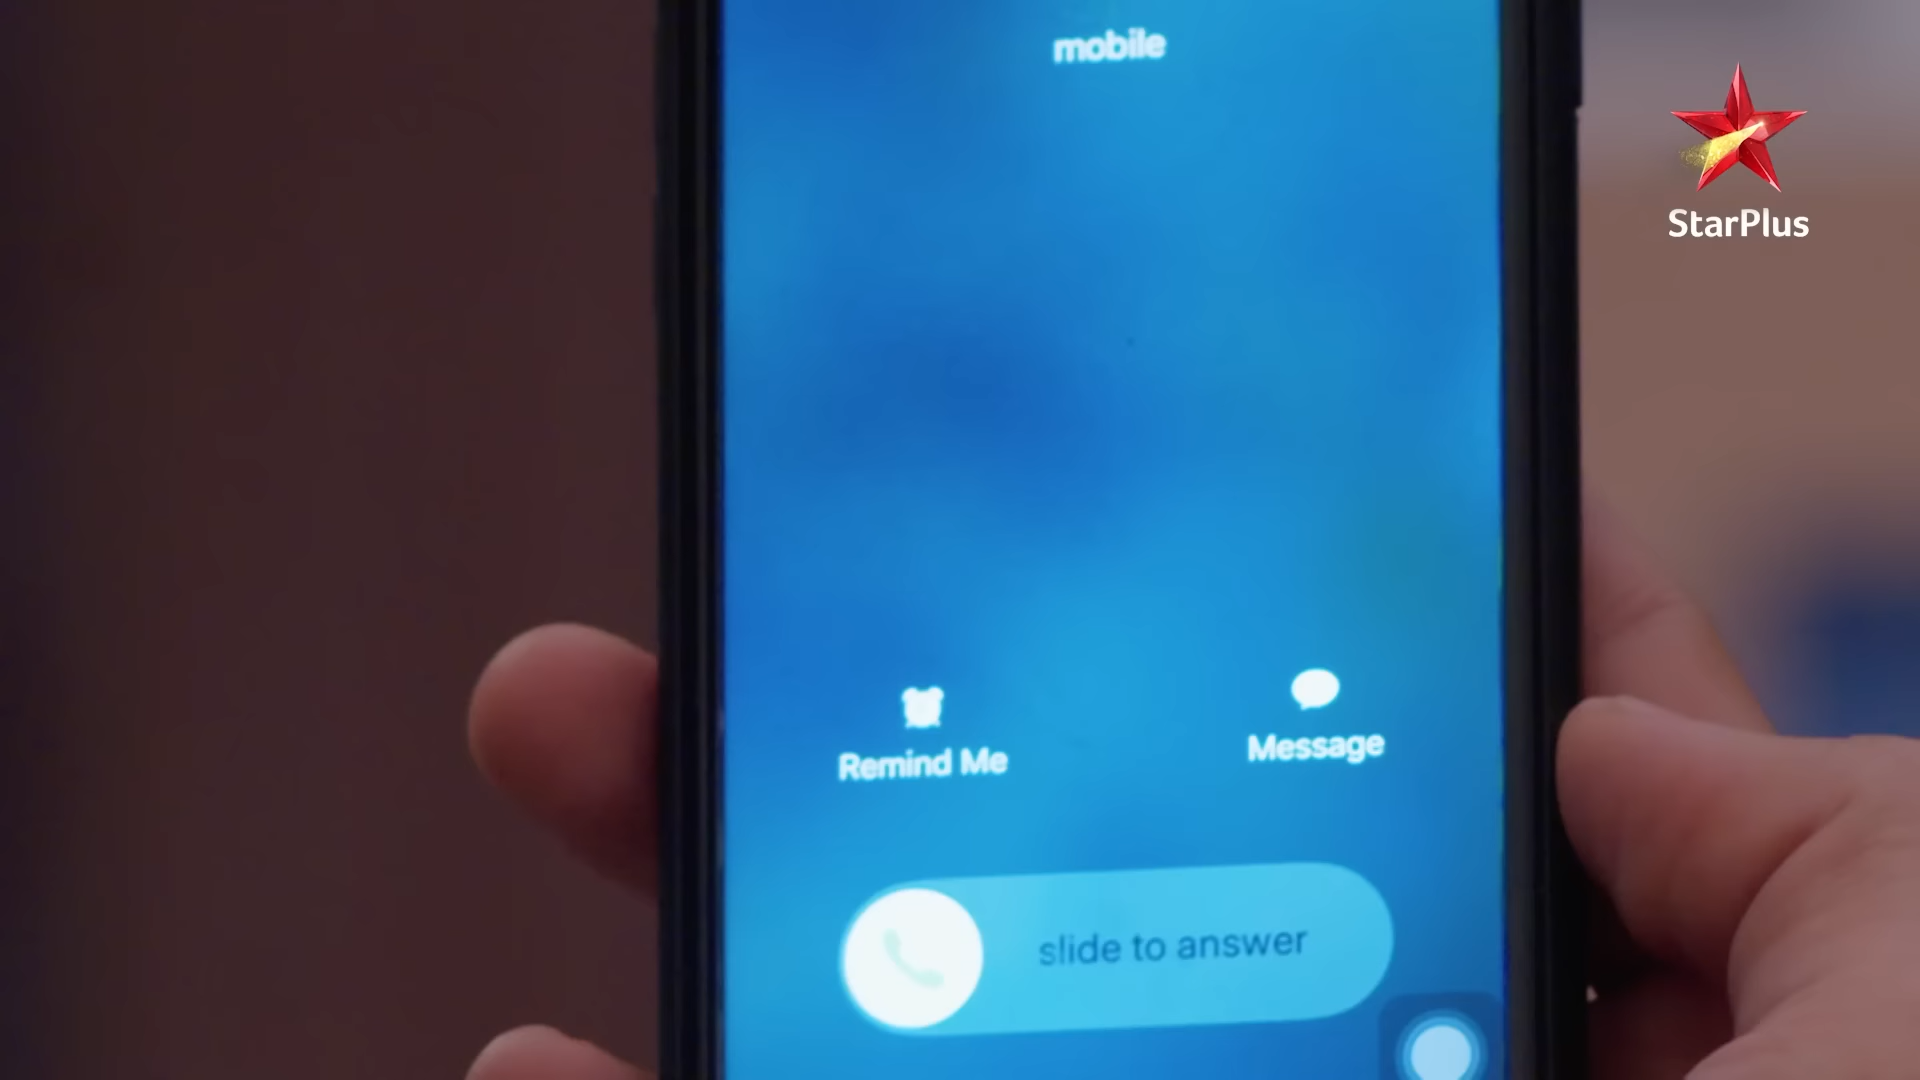 mobile
StarPlus
Remind Me
Message
slide to answer